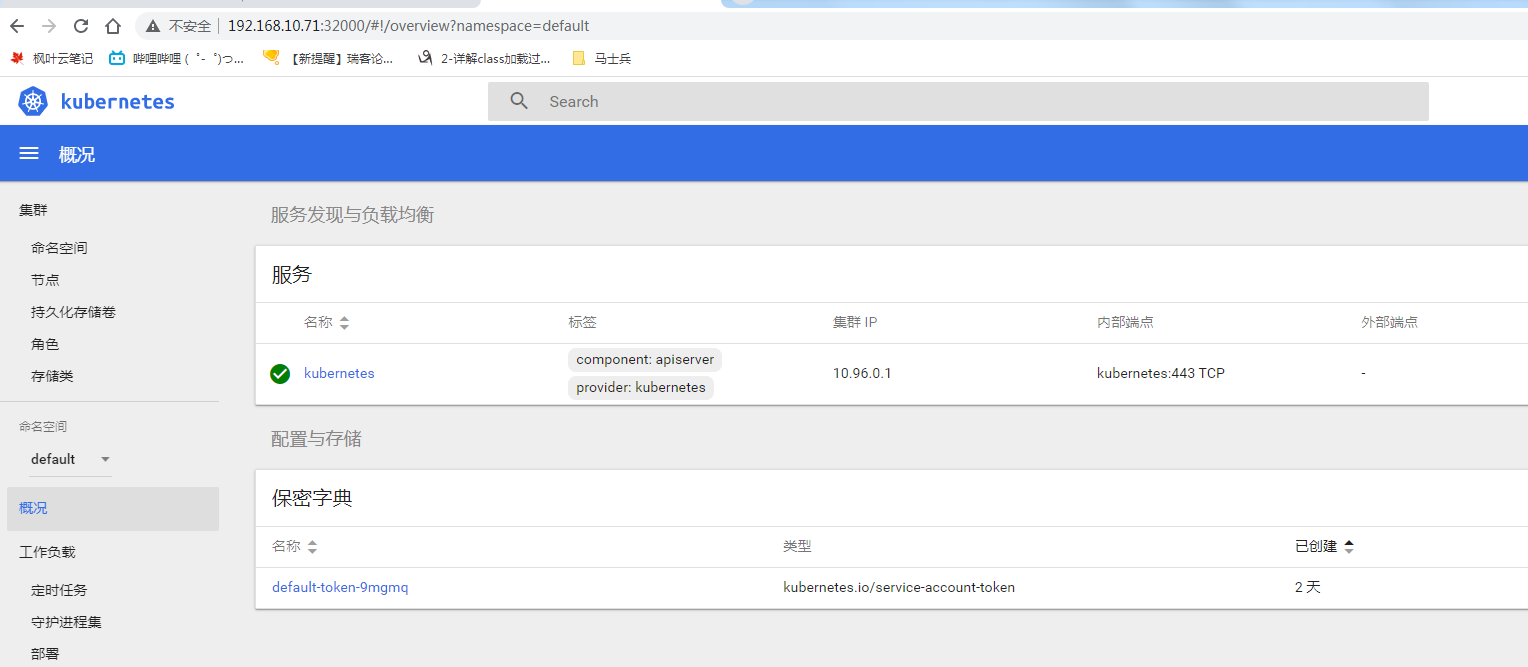 不安全 192.168.10.71:32000/#!/overview?namespace=default
枫叶云笔记 哔哩哔哩 ( ゜- ゜)つ... 【新提醒】瑞客论... 2-详解class加载过... 马士兵
kubernetes Search
概况
集群
命名空间
节点
持久化存储卷
角色
存储类
命名空间
default
概况
工作负载
定时任务
守护进程集
部署
服务发现与负载均衡
服务
名称 标签 集群 IP 内部端点 外部端点
kubernetes component: apiserver 10.96.0.1 kubernetes:443 TCP -
provider: kubernetes
配置与存储
保密字典
名称 类型 已创建
default-token-9mgmq kubernetes.io/service-account-token 2 天